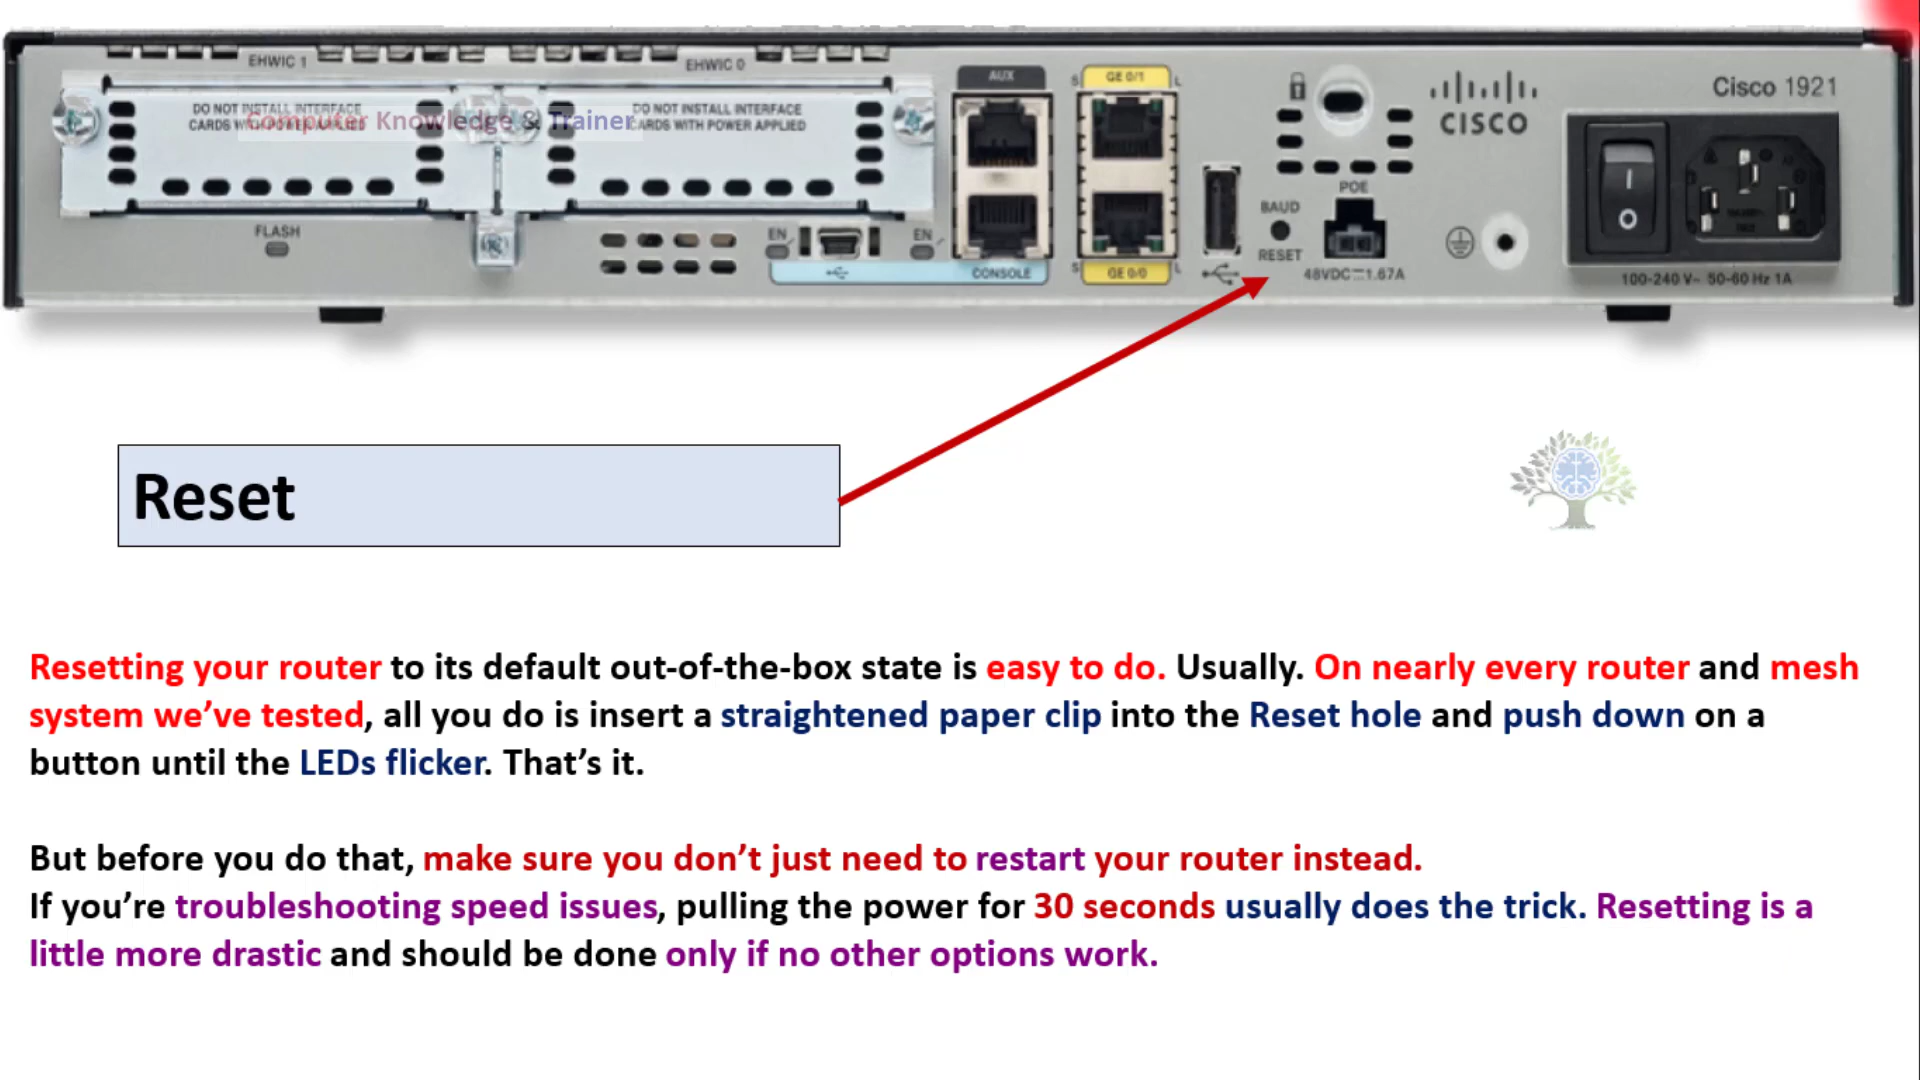 EHWIC 1
EHWIC 0
AUX
S GE 0/1 L
Cisco 1921
CISCO
DO NOT INSTALL INTERFACE
CARDS WITH POWER APPLIED
DO NOT INSTALL INTERFACE
CARDS WITH POWER APPLIED
Computer Knowledge & Trainer
POE
BAUD
FLASH
EN
EN
RESET
CONSOLE
S GE 0/0 L
48VDC 1.67A
100-240 V~ 50-60 Hz 1A
Reset
Resetting your router to its default out-of-the-box state is easy to do. Usually. On nearly every router and mesh
system we’ve tested, all you do is insert a straightened paper clip into the Reset hole and push down on a
button until the LEDs flicker. That’s it.
But before you do that, make sure you don’t just need to restart your router instead.
If you’re troubleshooting speed issues, pulling the power for 30 seconds usually does the trick. Resetting is a
little more drastic and should be done only if no other options work.